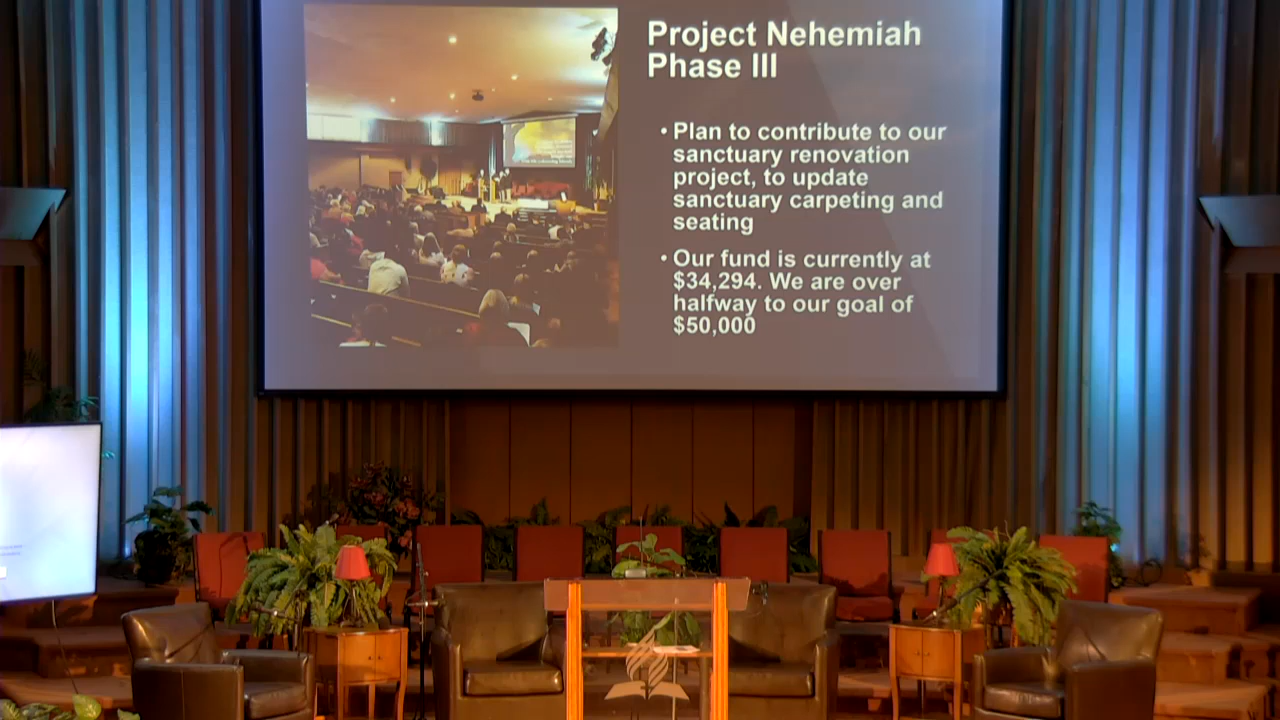 Project Nehemiah
Phase III
• Plan to contribute to our
sanctuary renovation
project, to update
sanctuary carpeting and
seating
• Our fund is currently at
$34,294. We are over
halfway to our goal of
$50,000